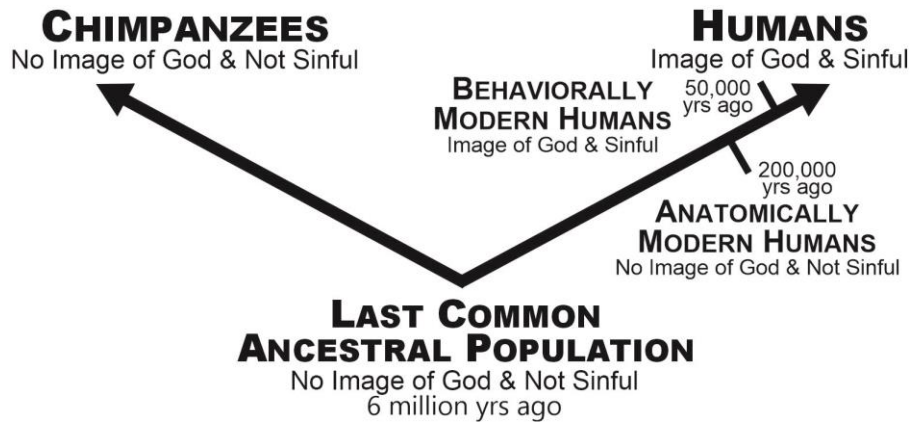 CHIMPANZEES
No Image of God & Not Sinful
HUMANS
Image of God & Sinful
BEHAVIORALLY
MODERN HUMANS
Image of God & Sinful
50,000
yrs ago
200,000
yrs ago
ANATOMICALLY
MODERN HUMANS
No Image of God & Not Sinful
LAST COMMON
ANCESTRAL POPULATION
No Image of God & Not Sinful
6 million yrs ago